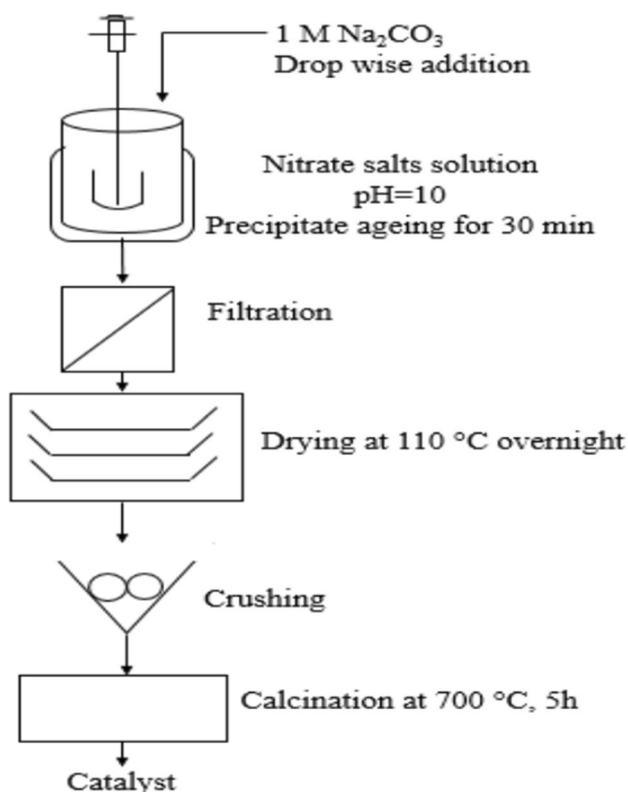 1 M Na₂CO₃
Drop wise addition
Nitrate salts solution
pH=10
Precipitate ageing for 30 min
Filtration
Drying at 110 °C overnight
Crushing
Calcination at 700 °C, 5h
Catalyst